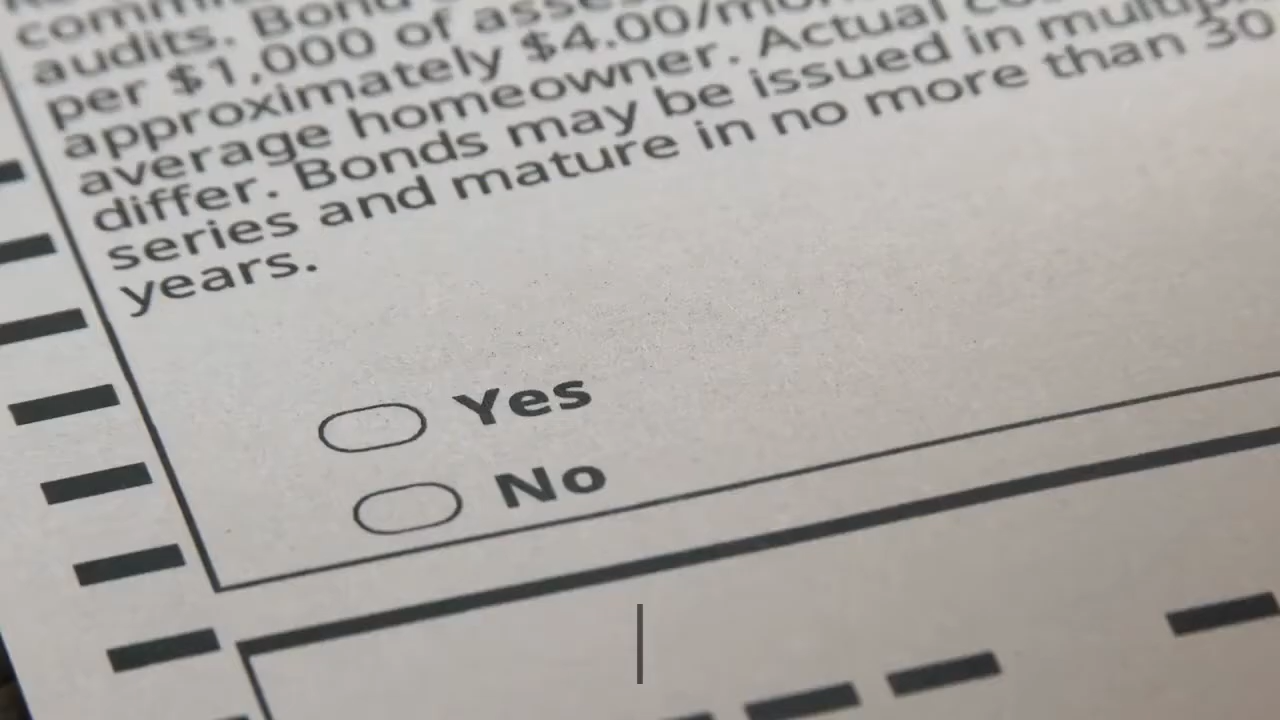 audits. Bond
per $1,000 of
approximately $4.00/
average homeowner. Actual
differ. Bonds may be issued in
series and mature in no more than 30
years.
Yes
No